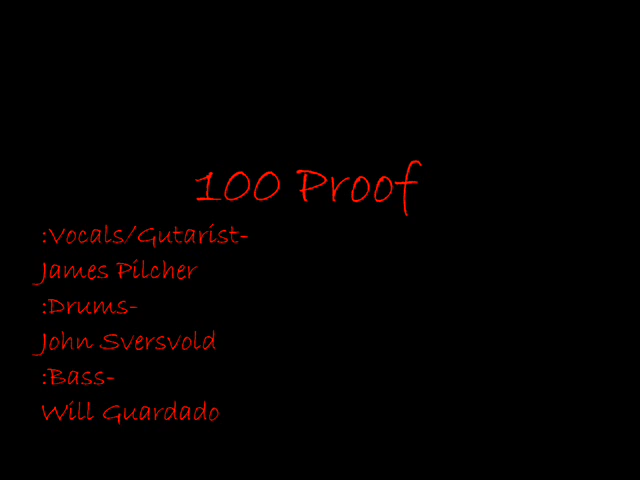 100 Proof
:Vocals/Gutarist-
James Pilcher
:Drums-
John Sversvold
:Bass-
Will Guardado